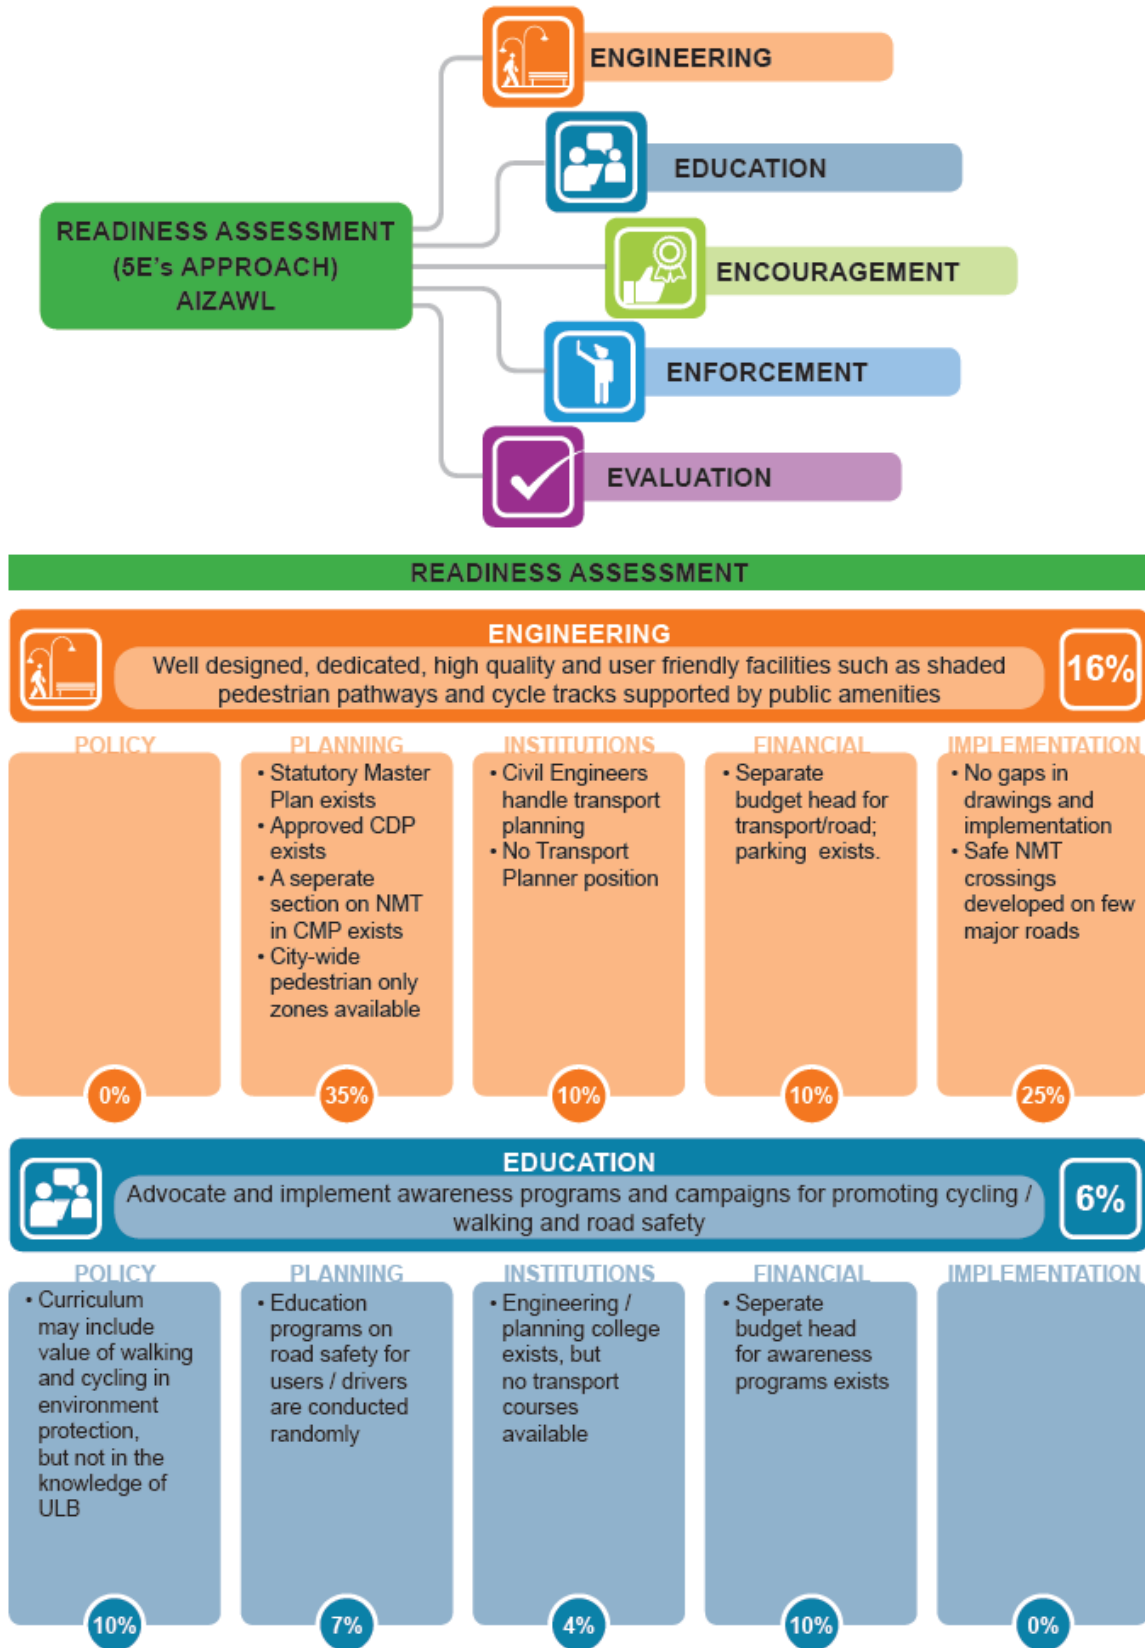 ENGINEERING
EDUCATION
READINESS ASSESSMENT
(5E's APPROACH)
AIZAWL
ENCOURAGEMENT
ENFORCEMENT
EVALUATION
READINESS ASSESSMENT
ENGINEERING
Well designed, dedicated, high quality and user friendly facilities such as shaded
pedestrian pathways and cycle tracks supported by public amenities
16%
POLICY
0%
PLANNING
• Statutory Master
Plan exists
• Approved CDP
exists
• A seperate
section on NMT
in CMP exists
• City-wide
pedestrian only
zones available
35%
INSTITUTIONS
• Civil Engineers
handle transport
planning
• No Transport
Planner position
10%
FINANCIAL
• Separate
budget head for
transport/road;
parking exists.
10%
IMPLEMENTATION
• No gaps in
drawings and
implementation
• Safe NMT
crossings
developed on few
major roads
25%
EDUCATION
Advocate and implement awareness programs and campaigns for promoting cycling /
walking and road safety
6%
POLICY
• Curriculum
may include
value of walking
and cycling in
environment
protection,
but not in the
knowledge of
ULB
10%
PLANNING
• Education
programs on
road safety for
users / drivers
are conducted
randomly
7%
INSTITUTIONS
• Engineering /
planning college
exists, but
no transport
courses
available
4%
FINANCIAL
• Seperate
budget head
for awareness
programs exists
10%
IMPLEMENTATION
0%